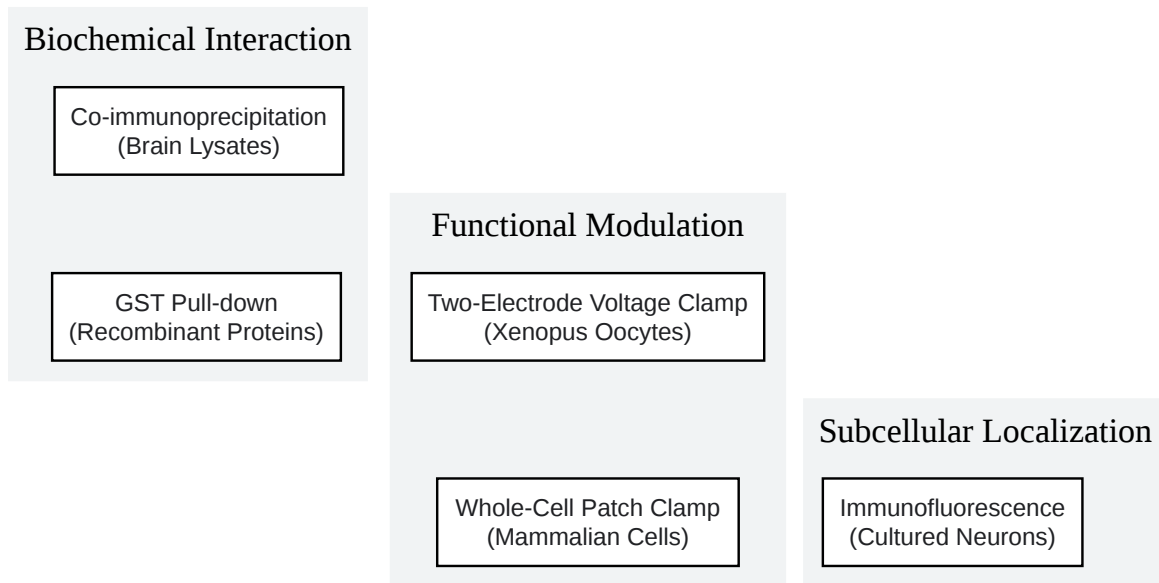 Biochemical Interaction
Co-immunoprecipitation
(Brain Lysates)
GST Pull-down
(Recombinant Proteins)
Functional Modulation
Two-Electrode Voltage Clamp
(Xenopus Oocytes)
Whole-Cell Patch Clamp
(Mammalian Cells)
Subcellular Localization
Immunofluorescence
(Cultured Neurons)